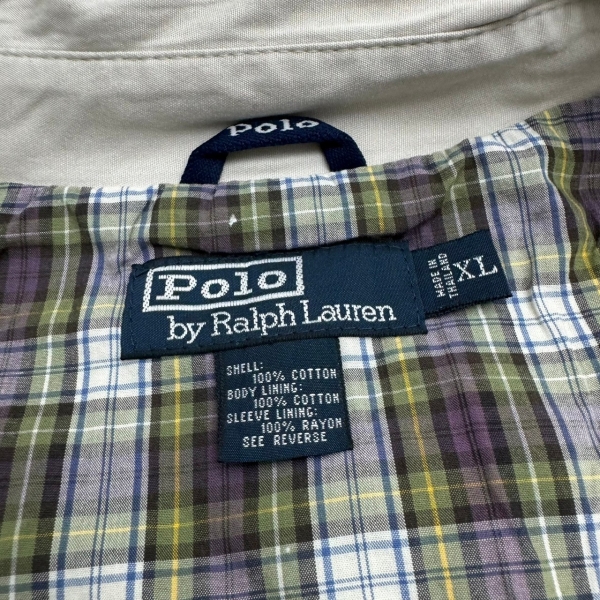 Polo
Polo
by Ralph Lauren
MADE IN
THAILAND
XL
SHELL:
100% COTTON
BODY LINING:
100% COTTON
SLEEVE LINING:
100% RAYON
SEE REVERSE